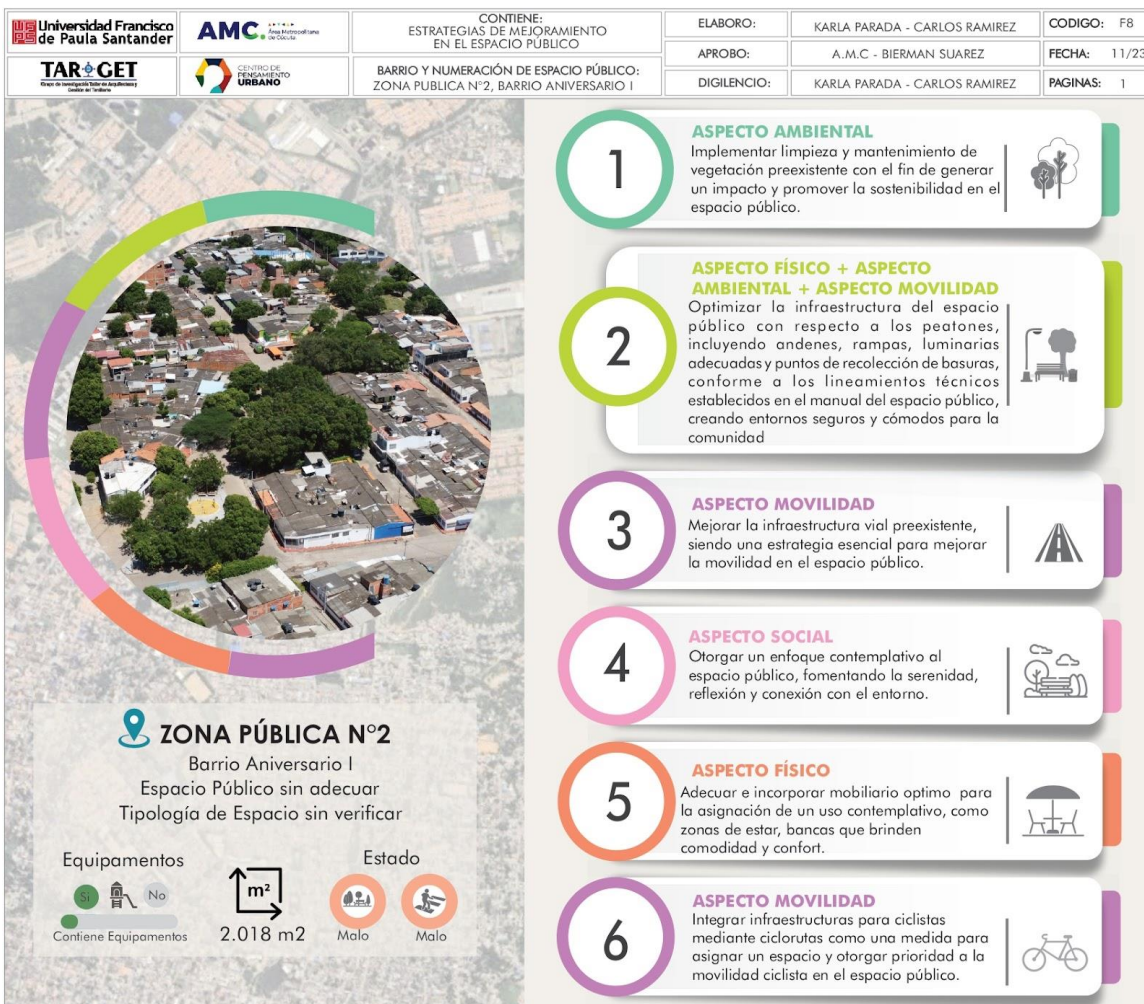 Universidad Francisco
de Paula Santander
AMC.
Área Metropolitana
de Cúcuta
TAR GET
CENTRO DE
PENSAMIENTO
URBANO
CONTIENE:
ESTRATEGIAS DE MEJORAMIENTO
EN EL ESPACIO PÚBLICO
BARRIO Y NUMERACIÓN DE ESPACIO PÚBLICO:
ZONA PUBLICA N°2, BARRIO ANIVERSARIO I
ELABORO: KARLA PARADA - CARLOS RAMIREZ
APROBO: A.M.C - BIERMAN SUAREZ
DIGILENCIO: KARLA PARADA - CARLOS RAMIREZ
CODIGO: F8
FECHA: 11/23
PAGINAS: 1
ZONA PÚBLICA N°2
Barrio Aniversario I
Espacio Público sin adecuar
Tipología de Espacio sin verificar
Equipamentos
Si No
Contiene Equipamentos
m²
2.018 m2
Estado
Malo Malo
1
ASPECTO AMBIENTAL
Implementar limpieza y mantenimiento de
vegetación preexistente con el fin de generar
un impacto y promover la sostenibilidad en el
espacio público.
2
ASPECTO FÍSICO + ASPECTO
AMBIENTAL + ASPECTO MOVILIDAD
Optimizar la infraestructura del espacio
público con respecto a los peatones,
incluyendo andenes, rampas, luminarias
adecuadas y puntos de recolección de basuras,
conforme a los lineamientos técnicos
establecidos en el manual del espacio público,
creando entornos seguros y cómodos para la
comunidad
3
ASPECTO MOVILIDAD
Mejorar la infraestructura vial preexistente,
siendo una estrategia esencial para mejorar
la movilidad en el espacio público.
4
ASPECTO SOCIAL
Otorgar un enfoque contemplativo al
espacio público, fomentando la serenidad,
reflexión y conexión con el entorno.
5
ASPECTO FÍSICO
Adecuar e incorporar mobiliario optimo para
la asignación de un uso contemplativo, como
zonas de estar, bancas que brinden
comodidad y confort.
6
ASPECTO MOVILIDAD
Integrar infraestructuras para ciclistas
mediante ciclorutas como una medida para
asignar un espacio y otorgar prioridad a la
movilidad ciclista en el espacio público.